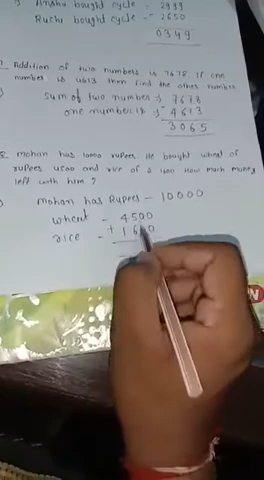 Anshu bought cycle = 2999
Ruchi bought cycle - 2650
0349
Addition of two numbers is 7678 If one
number is 4613 then find the other number
sum of two number → 7678
one number is → - 4613
3065
Mohan has 10000 rupees He bought wheat of
rupees 4500 and rice of 1600 How much money
left with him ?
Mohan has Rupees - 10000
wheat - 4500
rice - + 1600